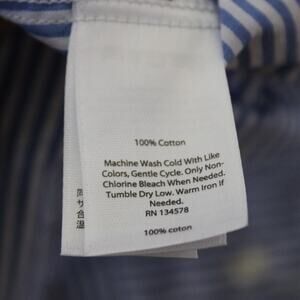 100% Cotton
Machine Wash Cold With Like
Colors, Gentle Cycle. Only Non-
Chlorine Bleach When Needed.
Tumble Dry Low. Warm Iron If
Needed.
RN 134578
100% coton